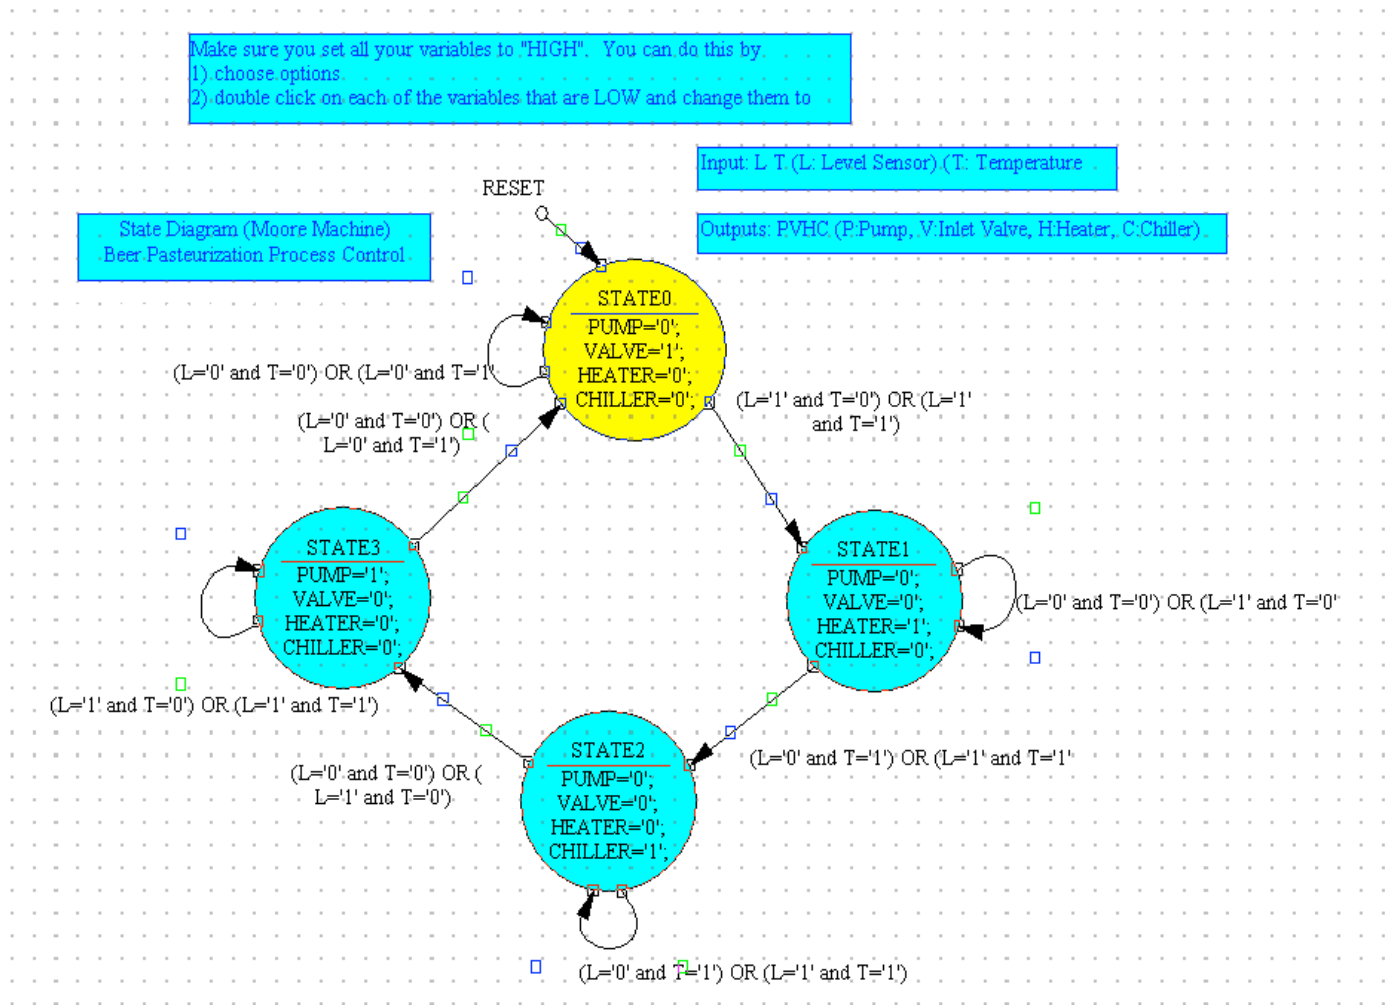 Make sure you set all your variables to "HIGH". You can do this by
1) choose options
2) double click on each of the variables that are LOW and change them to
Input: L T (L: Level Sensor) (T: Temperature
RESET
State Diagram (Moore Machine)
Beer Pasteurization Process Control
Outputs: PVHC (P:Pump, V:Inlet Valve, H:Heater, C:Chiller)
STATE0
PUMP='0';
VALVE='1';
HEATER='0';
CHILLER='0';
(L='0' and T='0') OR (L='0' and T='1'
(L='1' and T='0') OR (L='1'
and T='1')
(L='0' and T='0') OR (
L='0' and T='1')
STATE3
PUMP='1';
VALVE='0';
HEATER='0';
CHILLER='0';
STATE1
PUMP='0';
VALVE='0';
HEATER='1';
CHILLER='0';
(L='0' and T='0') OR (L='1' and T='0'
(L='1' and T='0') OR (L='1' and T='1')
(L='0' and T='1') OR (L='1' and T='1'
(L='0' and T='0') OR (
L='1' and T='0')
STATE2
PUMP='0';
VALVE='0';
HEATER='0';
CHILLER='1';
(L='0' and T='1') OR (L='1' and T='1')